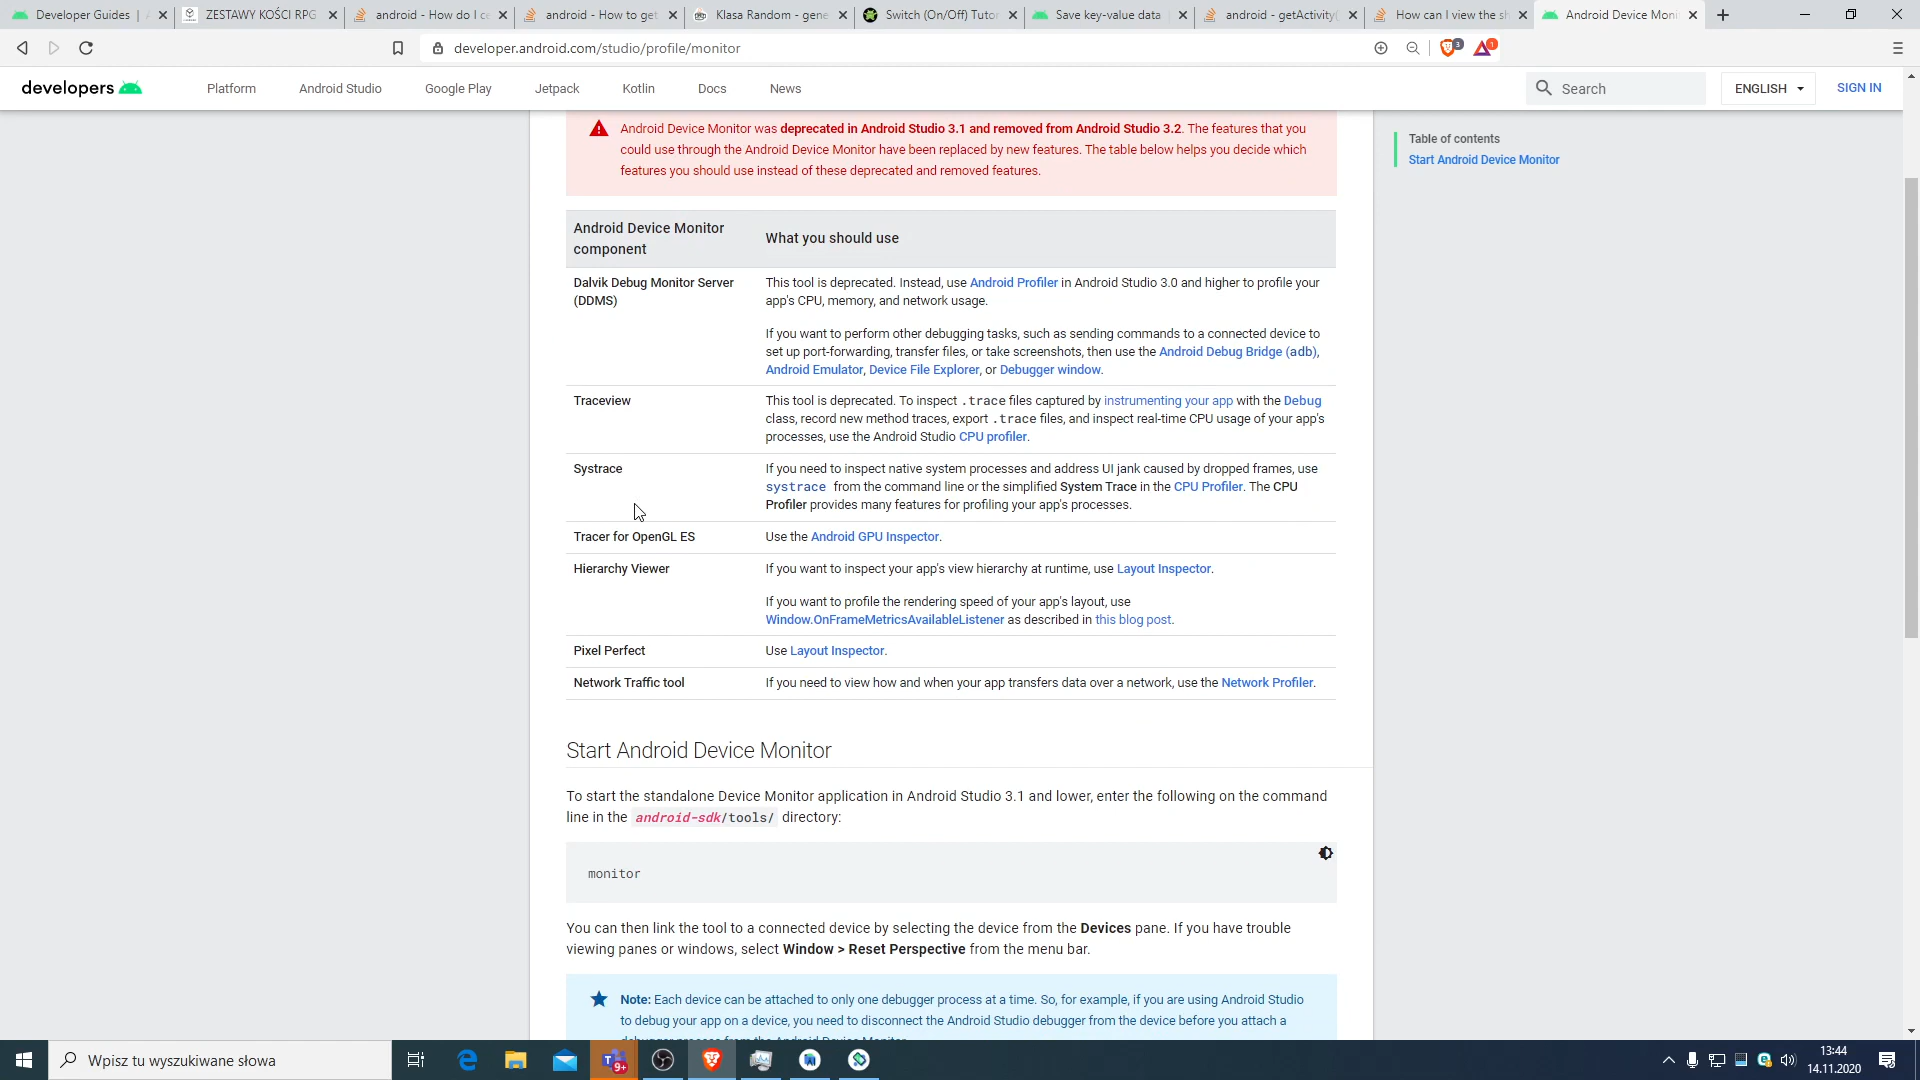 Developer Guides | A
ZESTAWY KOŚCI RPG
android - How do I ce
android - How to get
Klasa Random - gene
Switch (On/Off) Tutor
Save key-value data
android - getActivity(
How can I view the sh
Android Device Moni
developer.android.com/studio/profile/monitor
3
1
developers
Platform
Android Studio
Google Play
Jetpack
Kotlin
Docs
News
Search
ENGLISH
SIGN IN
Android Device Monitor was deprecated in Android Studio 3.1 and removed from Android Studio 3.2. The features that you
could use through the Android Device Monitor have been replaced by new features. The table below helps you decide which
features you should use instead of these deprecated and removed features.
Table of contents
Start Android Device Monitor
Android Device Monitor
component
What you should use
Dalvik Debug Monitor Server
(DDMS)
This tool is deprecated. Instead, use Android Profiler in Android Studio 3.0 and higher to profile your
app's CPU, memory, and network usage.
If you want to perform other debugging tasks, such as sending commands to a connected device to
set up port-forwarding, transfer files, or take screenshots, then use the Android Debug Bridge (adb),
Android Emulator, Device File Explorer, or Debugger window.
Traceview
This tool is deprecated. To inspect .trace files captured by instrumenting your app with the Debug
class, record new method traces, export .trace files, and inspect real-time CPU usage of your app's
processes, use the Android Studio CPU profiler.
Systrace
If you need to inspect native system processes and address UI jank caused by dropped frames, use
systrace from the command line or the simplified System Trace in the CPU Profiler. The CPU
Profiler provides many features for profiling your app's processes.
Tracer for OpenGL ES
Use the Android GPU Inspector.
Hierarchy Viewer
If you want to inspect your app's view hierarchy at runtime, use Layout Inspector.
If you want to profile the rendering speed of your app's layout, use
Window.OnFrameMetricsAvailableListener as described in this blog post.
Pixel Perfect
Use Layout Inspector.
Network Traffic tool
If you need to view how and when your app transfers data over a network, use the Network Profiler.
Start Android Device Monitor
To start the standalone Device Monitor application in Android Studio 3.1 and lower, enter the following on the command
line in the android-sdk/tools/ directory:
monitor
You can then link the tool to a connected device by selecting the device from the Devices pane. If you have trouble
viewing panes or windows, select Window > Reset Perspective from the menu bar.
Note: Each device can be attached to only one debugger process at a time. So, for example, if you are using Android Studio
to debug your app on a device, you need to disconnect the Android Studio debugger from the device before you attach a
debugger process from the Android Device Monitor.
Wpisz tu wyszukiwane słowa
9+
13:44
14.11.2020